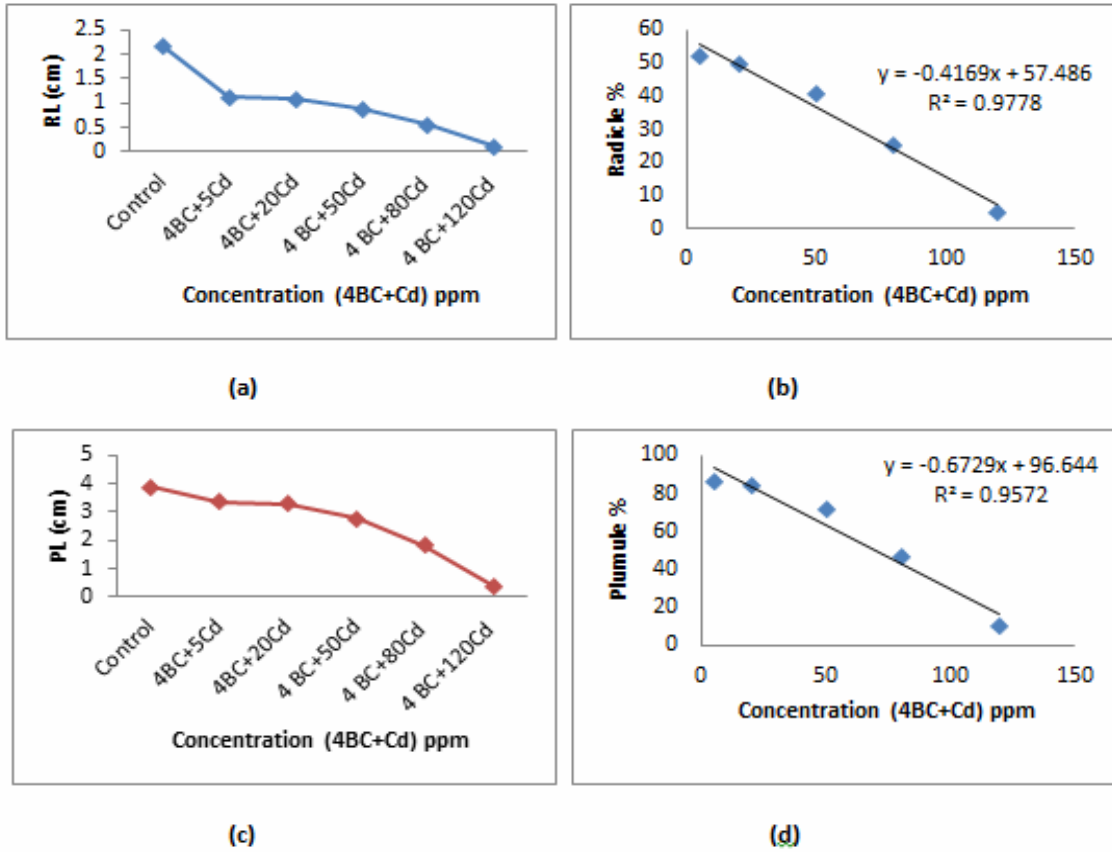 2.5
2
1.5
1
0.5
0
RL (cm)
Control
4BC+5Cd
4BC+20Cd
4 BC+50Cd
4 BC+80Cd
4 BC+120Cd
Concentration (4BC+Cd) ppm
(a)
60
50
40
30
20
10
0
Radicle %
y = -0.4169x + 57.486
R² = 0.9778
0 50 100 150
Concentration (4BC+Cd) ppm
(b)
5
4
3
2
1
0
PL (cm)
Control
4BC+5Cd
4BC+20Cd
4 BC+50Cd
4 BC+80Cd
4 BC+120Cd
Concentration (4BC+Cd) ppm
(c)
100
80
60
40
20
0
Plumule %
y = -0.6729x + 96.644
R² = 0.9572
0 50 100 150
Concentration (4BC+Cd) ppm
(d)